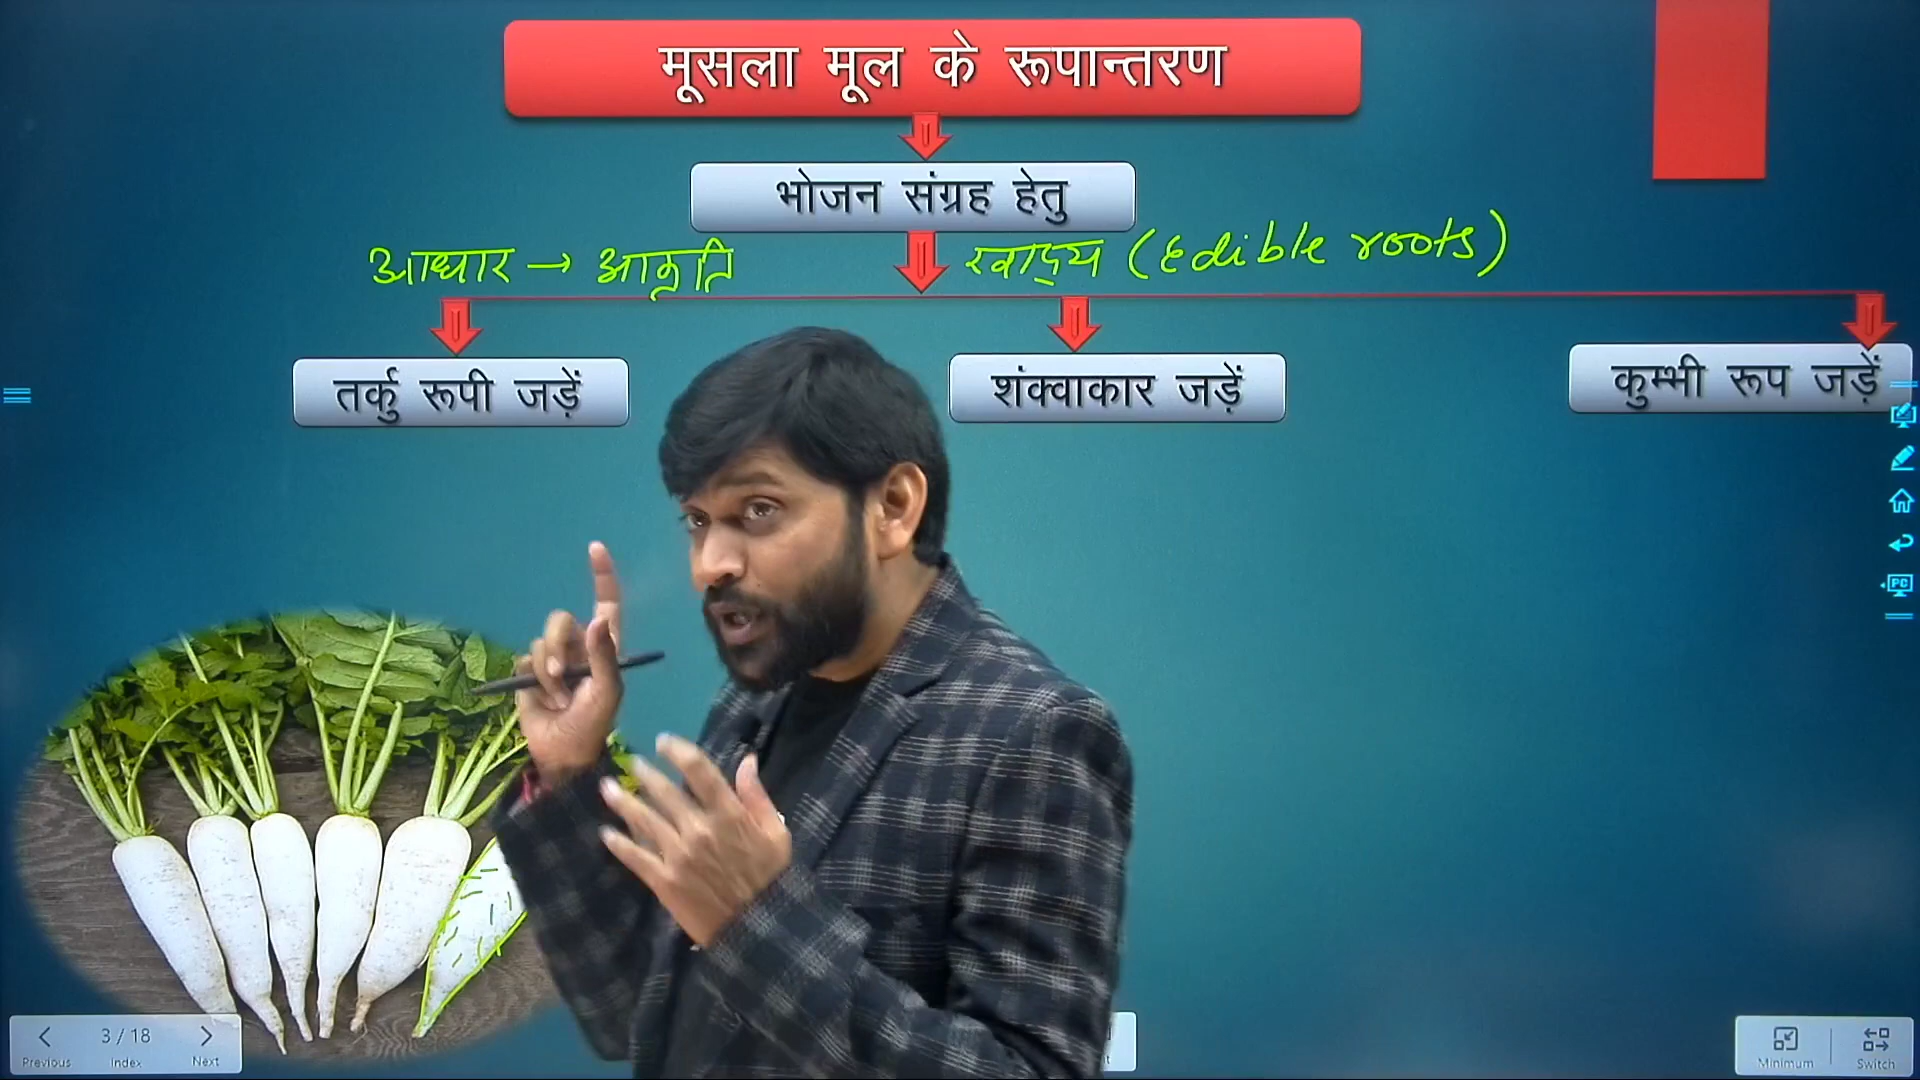 मूसला मूल के रूपान्तरण
भोजन संग्रह हेतु
आधार → आकृति
खाद्य (Edible roots)
तर्कु रूपी जड़ें
शंक्वाकार जड़ें
कुम्भी रूप जड़ें
PC
3 / 18
Previous
Index
Next
Minimum
Switch